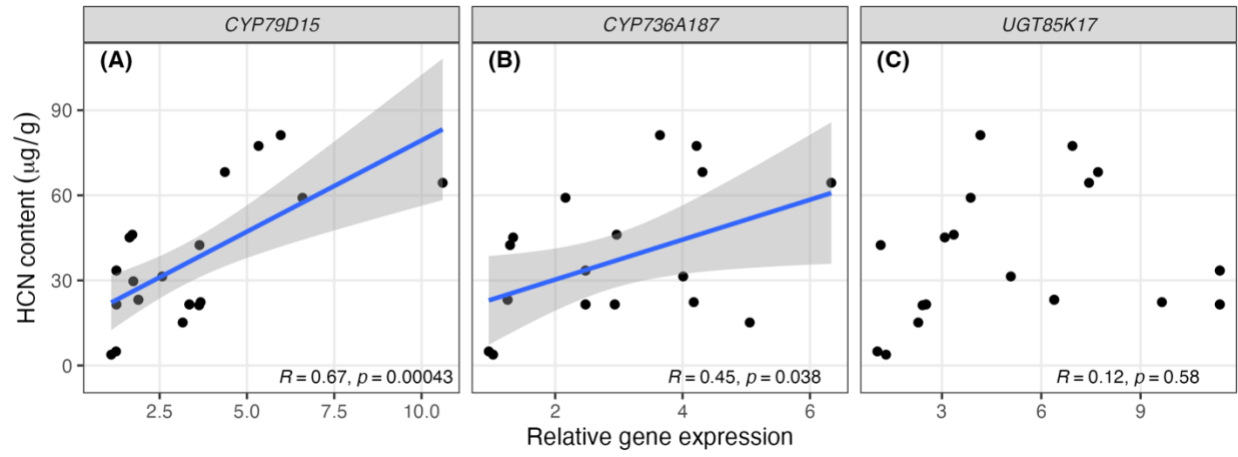 CYP79D15
CYP736A187
UGT85K17
(A)
(B)
(C)
HCN content (μg/g)
90
60
30
0
R = 0.67, p = 0.00043
R = 0.45, p = 0.038
R = 0.12, p = 0.58
2.5
5.0
7.5
10.0
2
4
6
3
6
9
Relative gene expression